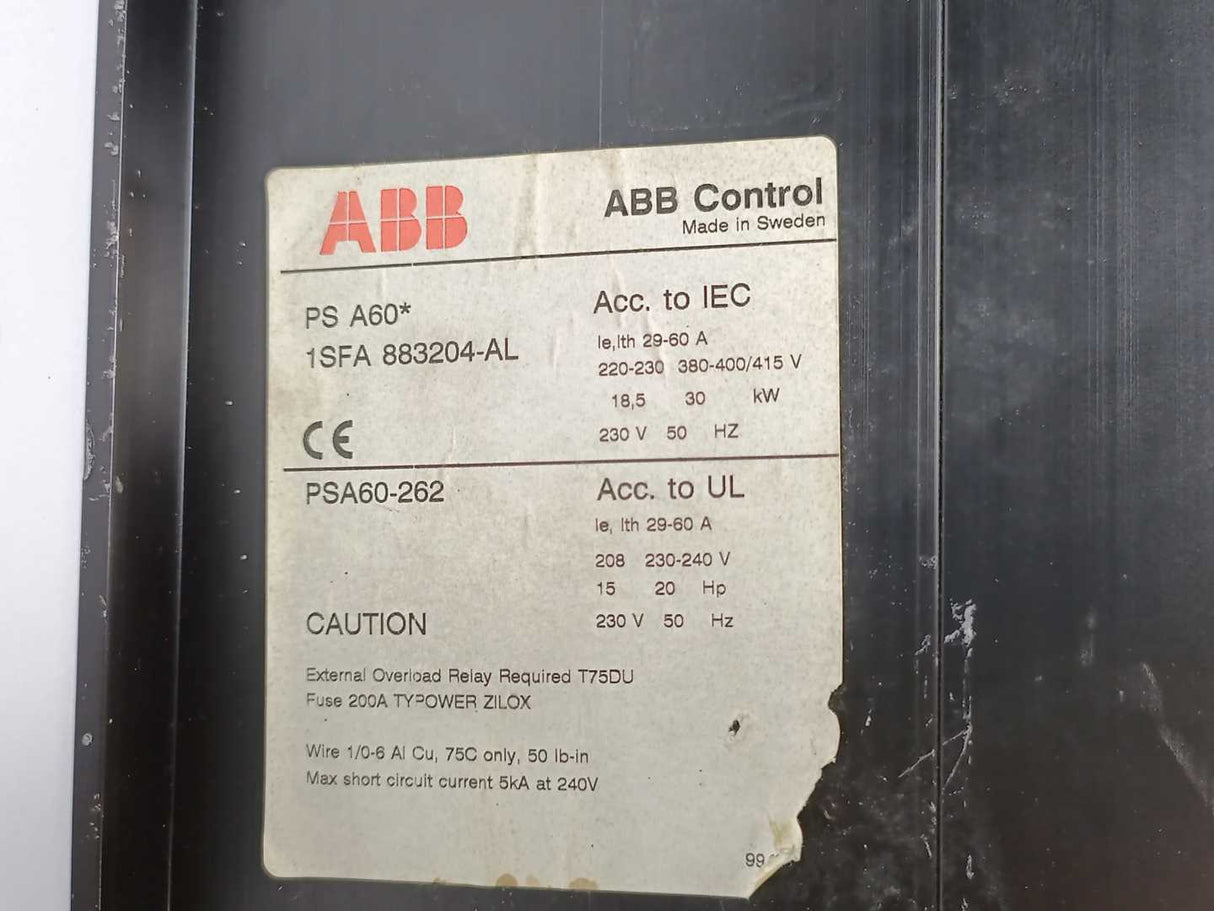 ABB
ABB Control
Made in Sweden
PS A60*
1SFA 883204-AL
CE
Acc. to IEC
Ie,Ith 29-60 A
220-230 380-400/415 V
18,5 30 kW
230 V 50 HZ
PSA60-262
Acc. to UL
Ie, Ith 29-60 A
208 230-240 V
15 20 Hp
230 V 50 Hz
CAUTION
External Overload Relay Required T75DU
Fuse 200A TYPOWER ZILOX
Wire 1/0-6 Al Cu, 75C only, 50 lb-in
Max short circuit current 5kA at 240V
99